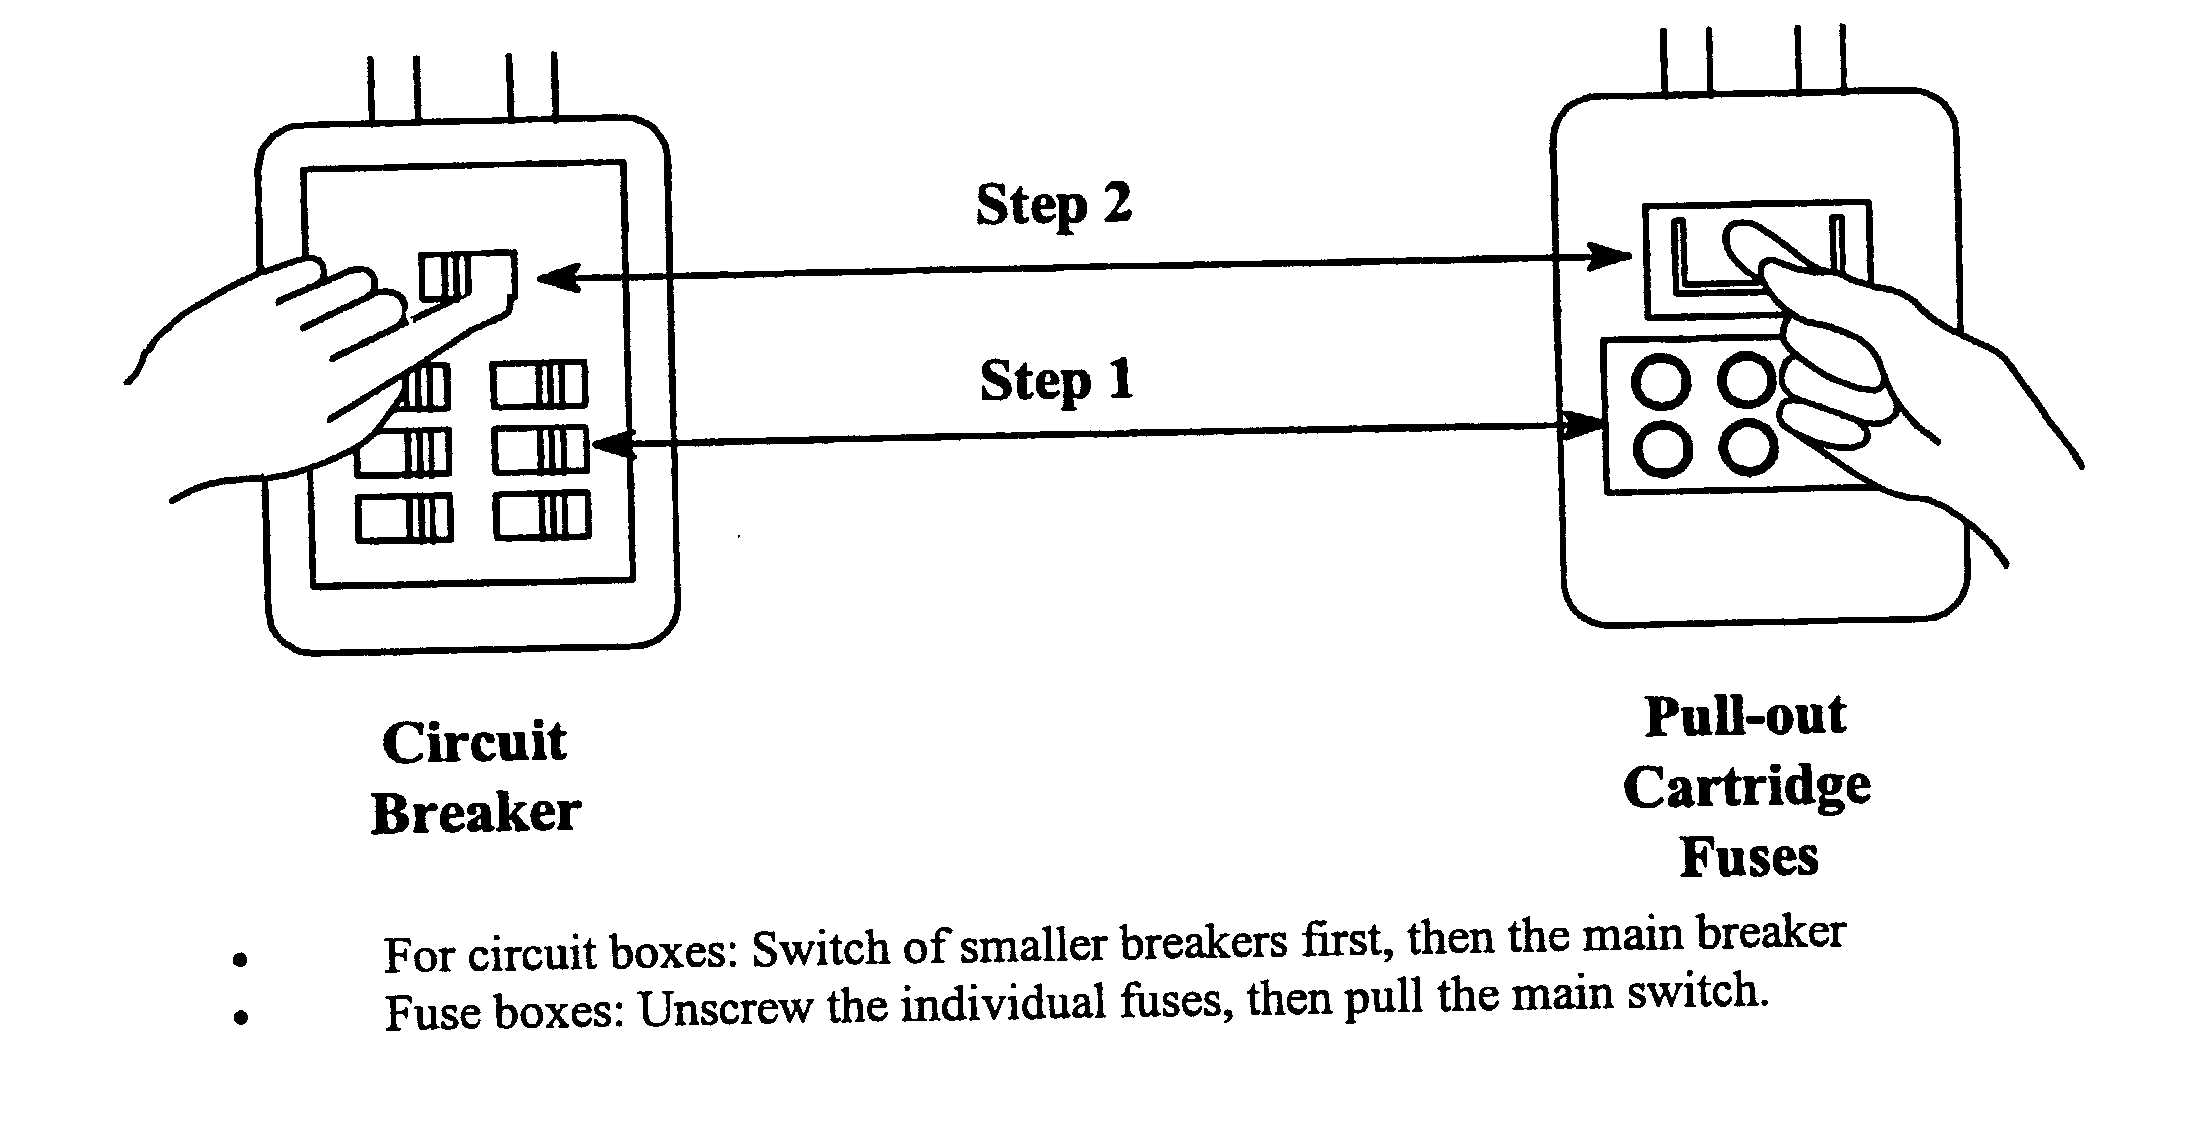 Step 2
Step 1
Circuit
Breaker
Pull-out
Cartridge
Fuses
• For circuit boxes: Switch of smaller breakers first, then the main breaker
• Fuse boxes: Unscrew the individual fuses, then pull the main switch.